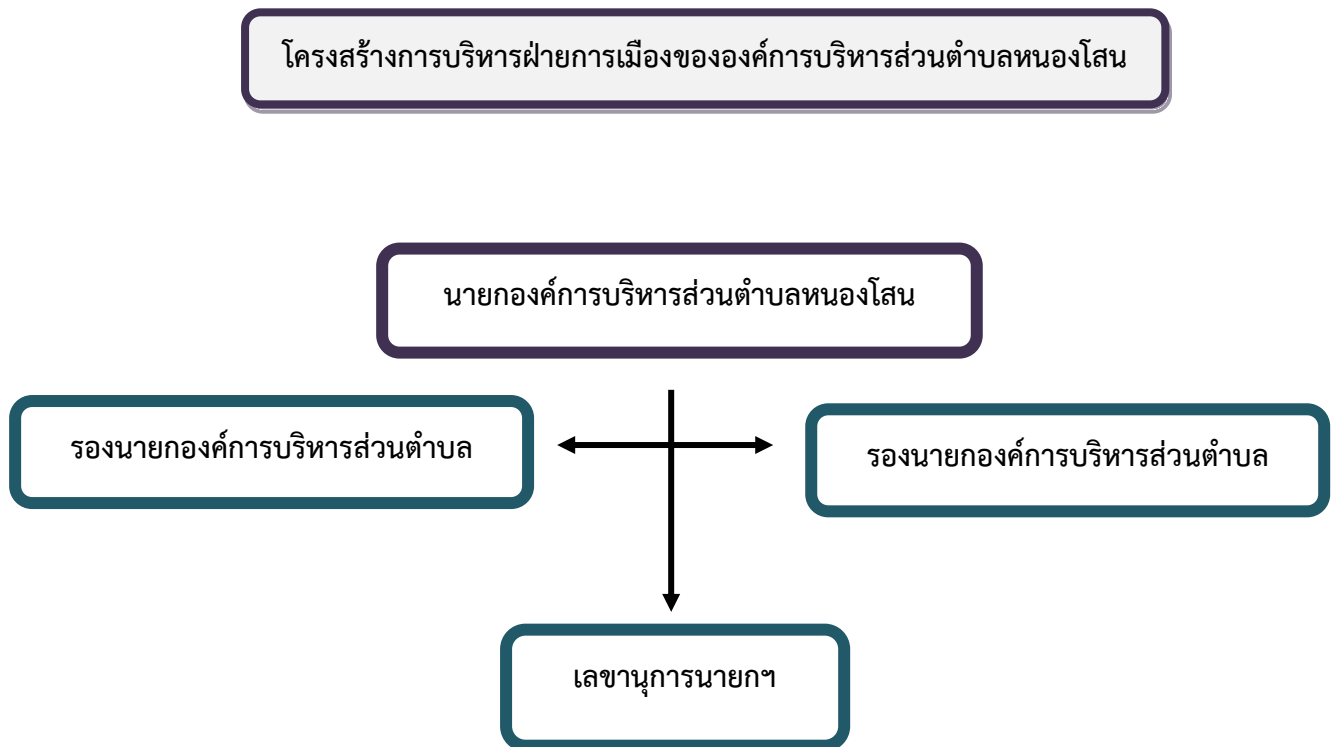 โครงสร้างการบริหารฝ่ายการเมืองขององค์การบริหารส่วนตำบลหนองโสน
นายกองค์การบริหารส่วนตำบลหนองโสน
รองนายกองค์การบริหารส่วนตำบล
รองนายกองค์การบริหารส่วนตำบล
เลขานุการนายกฯ